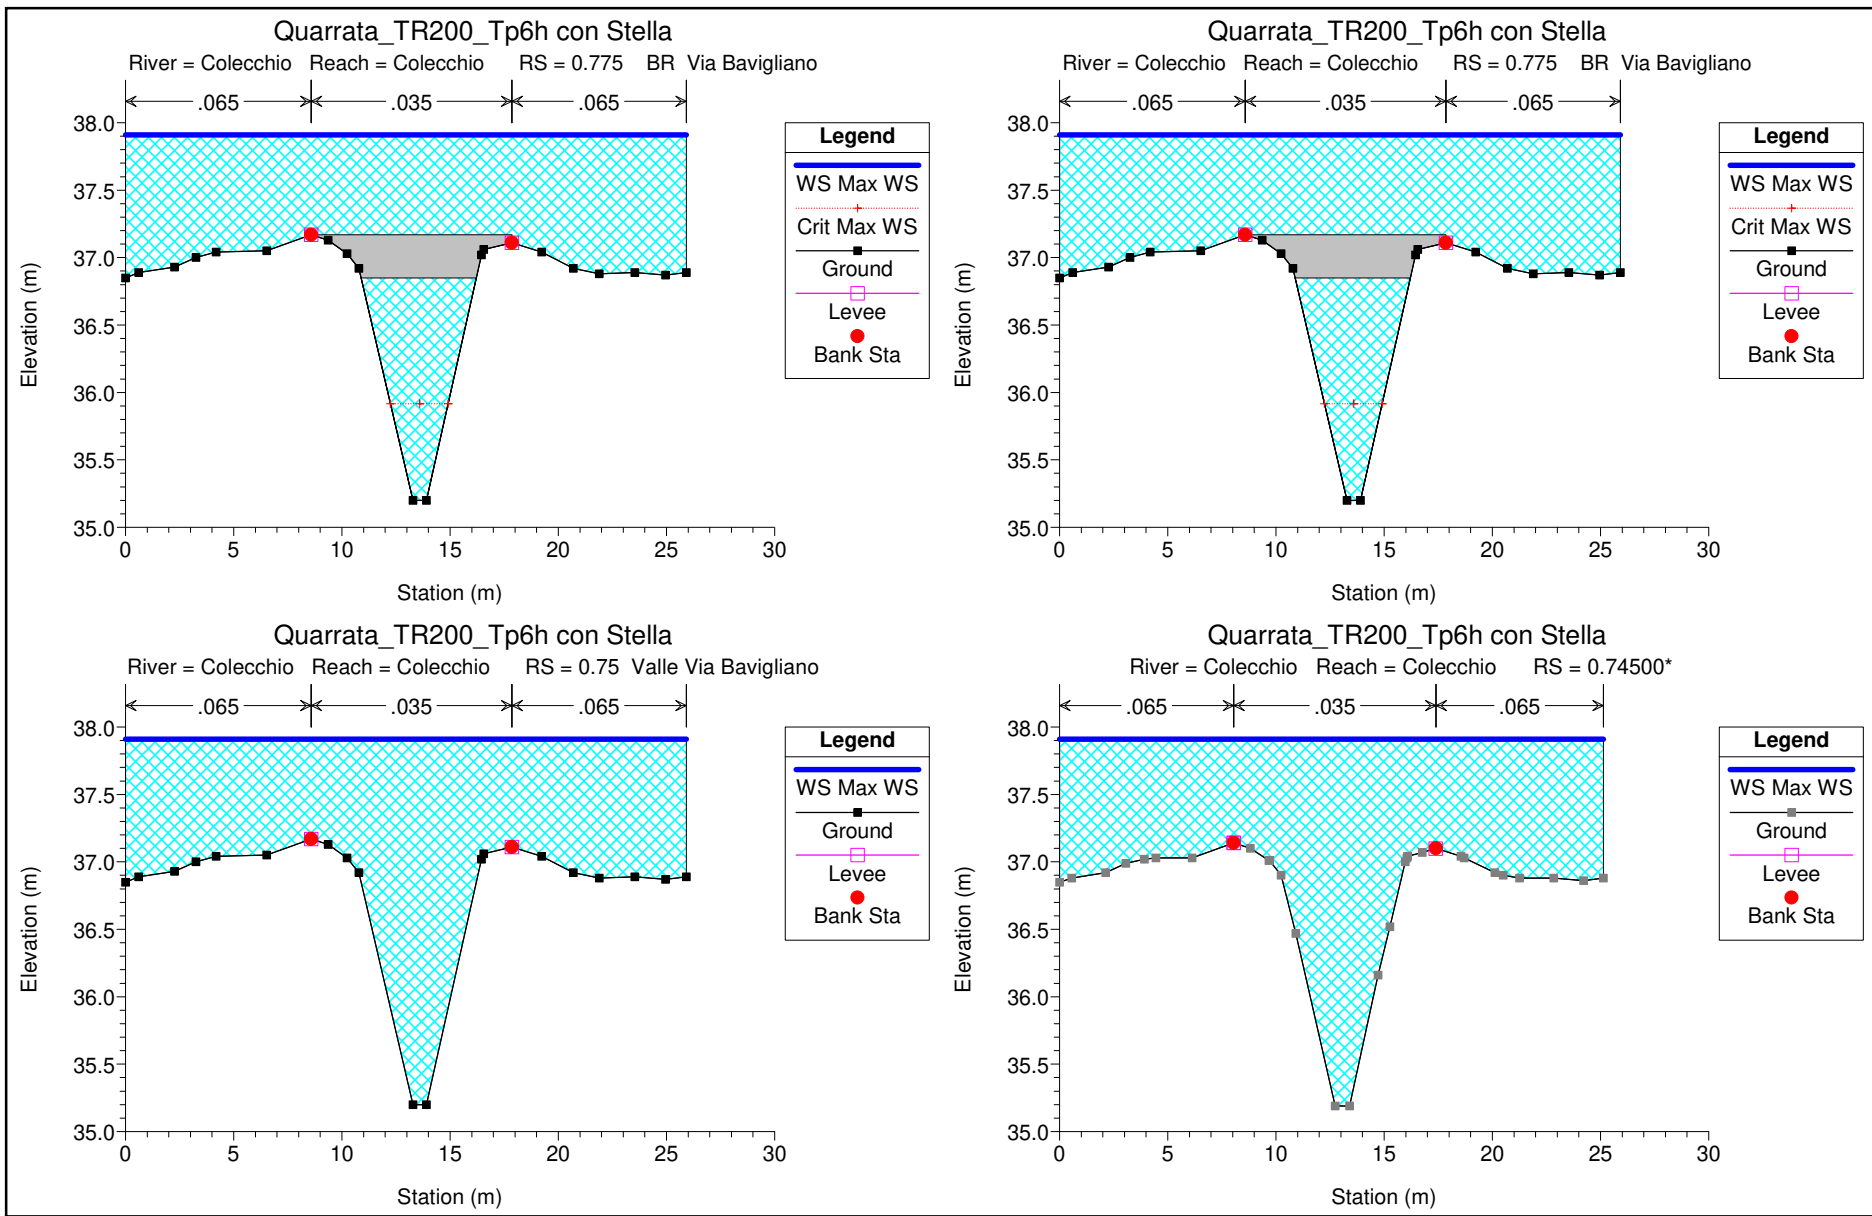 Quarrata_TR200_Tp6h con Stella
River = Colecchio Reach = Colecchio RS = 0.775 BR Via Bavigliano
.065 .035 .065
38.0
37.5
37.0
36.5
36.0
35.5
35.0
Elevation (m)
0 5 10 15 20 25 30
Station (m)
Legend
WS Max WS
Crit Max WS
Ground
Levee
Bank Sta
Quarrata_TR200_Tp6h con Stella
River = Colecchio Reach = Colecchio RS = 0.775 BR Via Bavigliano
.065 .035 .065
38.0
37.5
37.0
36.5
36.0
35.5
35.0
Elevation (m)
0 5 10 15 20 25 30
Station (m)
Legend
WS Max WS
Crit Max WS
Ground
Levee
Bank Sta
Quarrata_TR200_Tp6h con Stella
River = Colecchio Reach = Colecchio RS = 0.75 Valle Via Bavigliano
.065 .035 .065
38.0
37.5
37.0
36.5
36.0
35.5
35.0
Elevation (m)
0 5 10 15 20 25 30
Station (m)
Legend
WS Max WS
Ground
Levee
Bank Sta
Quarrata_TR200_Tp6h con Stella
River = Colecchio Reach = Colecchio RS = 0.74500*
.065 .035 .065
38.0
37.5
37.0
36.5
36.0
35.5
35.0
Elevation (m)
0 5 10 15 20 25 30
Station (m)
Legend
WS Max WS
Ground
Levee
Bank Sta